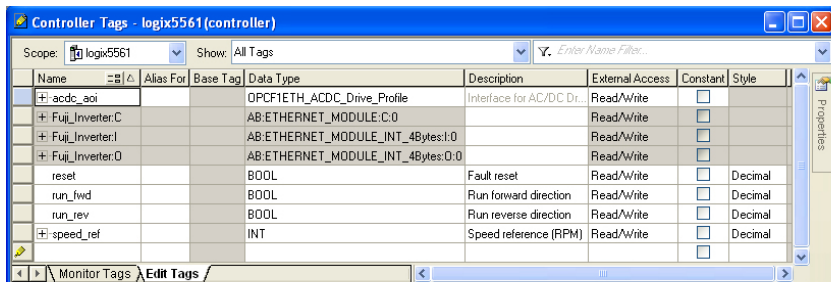 Controller Tags - logix5561(controller)
Scope: logix5561 Show: All Tags Enter Name Filter...
Name Alias For Base Tag Data Type Description External Access Constant Style
acdc_aoi OPCF1ETH_ACDC_Drive_Profile Interface for AC/DC Dr... Read/Write
Fuji_Inverter:C AB:ETHERNET_MODULE:C:0 Read/Write
Fuji_Inverter:I AB:ETHERNET_MODULE_INT_4Bytes:I:0 Read/Write
Fuji_Inverter:O AB:ETHERNET_MODULE_INT_4Bytes:O:0 Read/Write
reset BOOL Fault reset Read/Write Decimal
run_fwd BOOL Run forward direction Read/Write Decimal
run_rev BOOL Run reverse direction Read/Write Decimal
speed_ref INT Speed reference (RPM) Read/Write Decimal
Monitor Tags Edit Tags
Properties